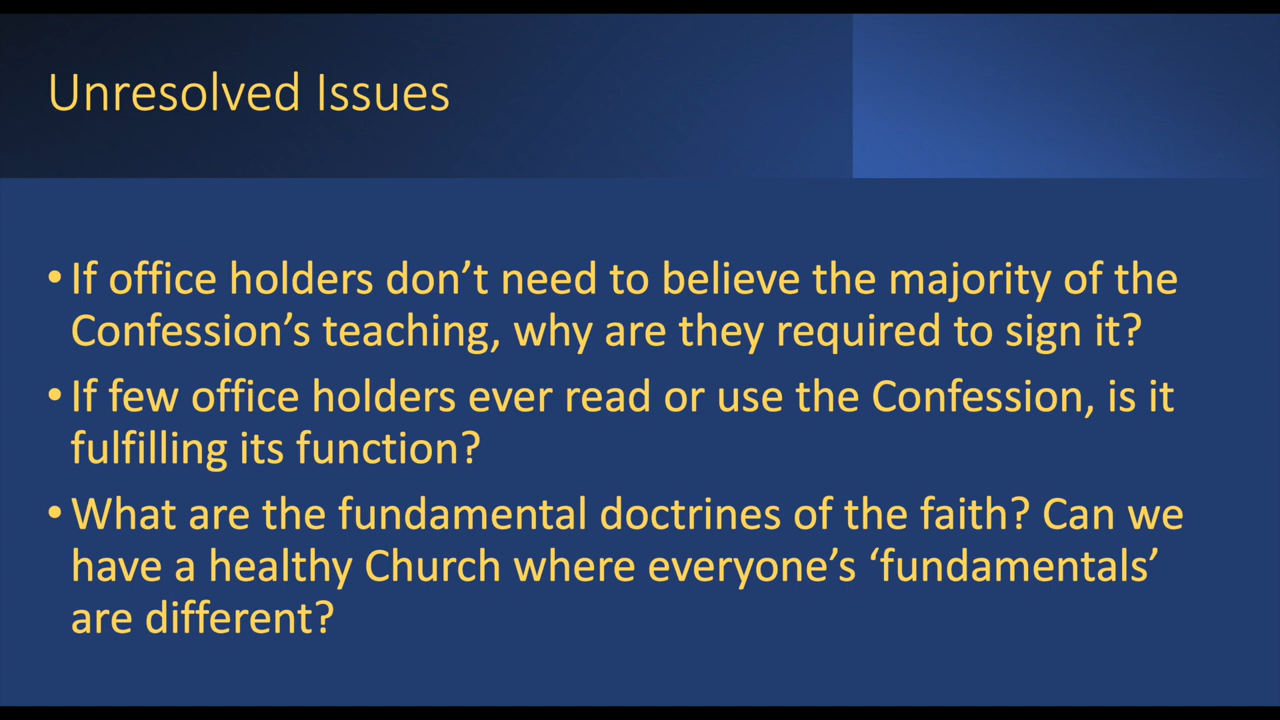 Unresolved Issues
• If office holders don’t need to believe the majority of the
Confession’s teaching, why are they required to sign it?
• If few office holders ever read or use the Confession, is it
fulfilling its function?
• What are the fundamental doctrines of the faith? Can we
have a healthy Church where everyone’s ‘fundamentals’
are different?